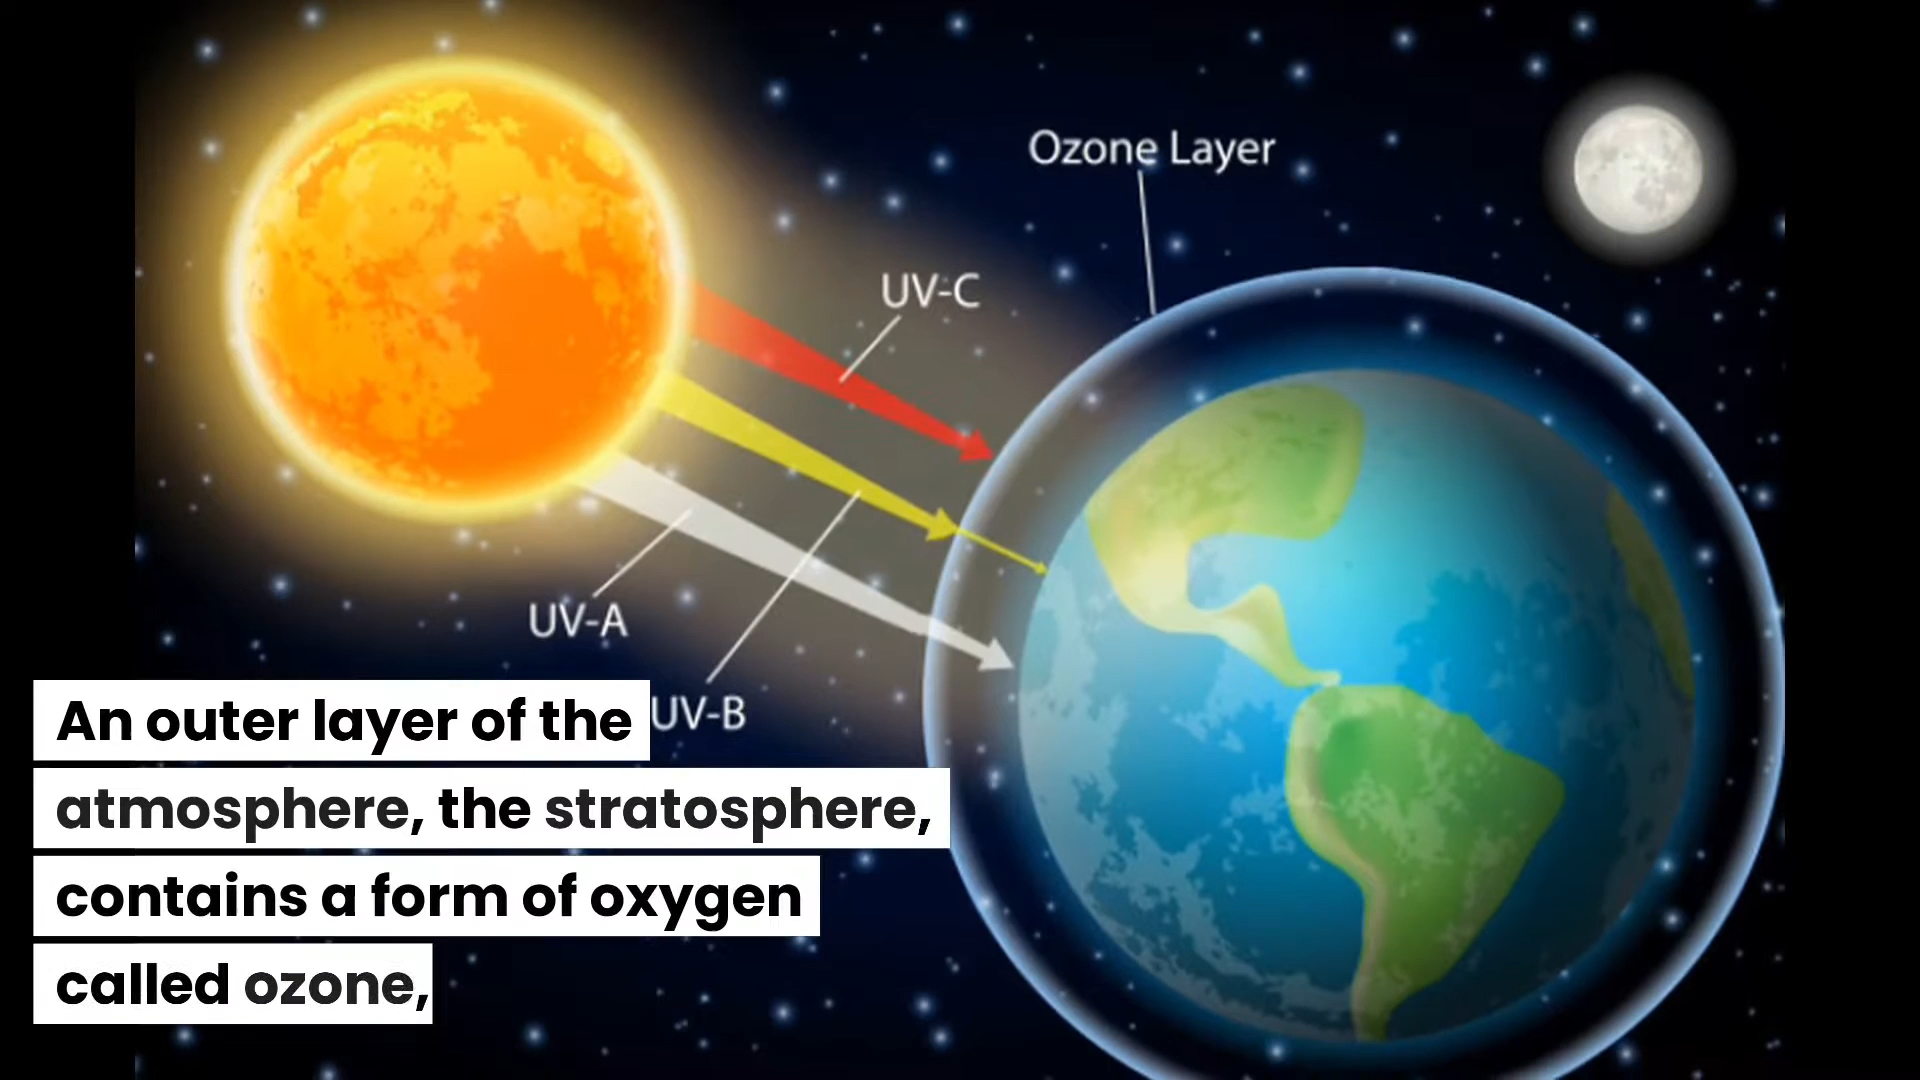 Ozone Layer
UV-C
UV-A
UV-B
An outer layer of the
atmosphere, the stratosphere,
contains a form of oxygen
called ozone,